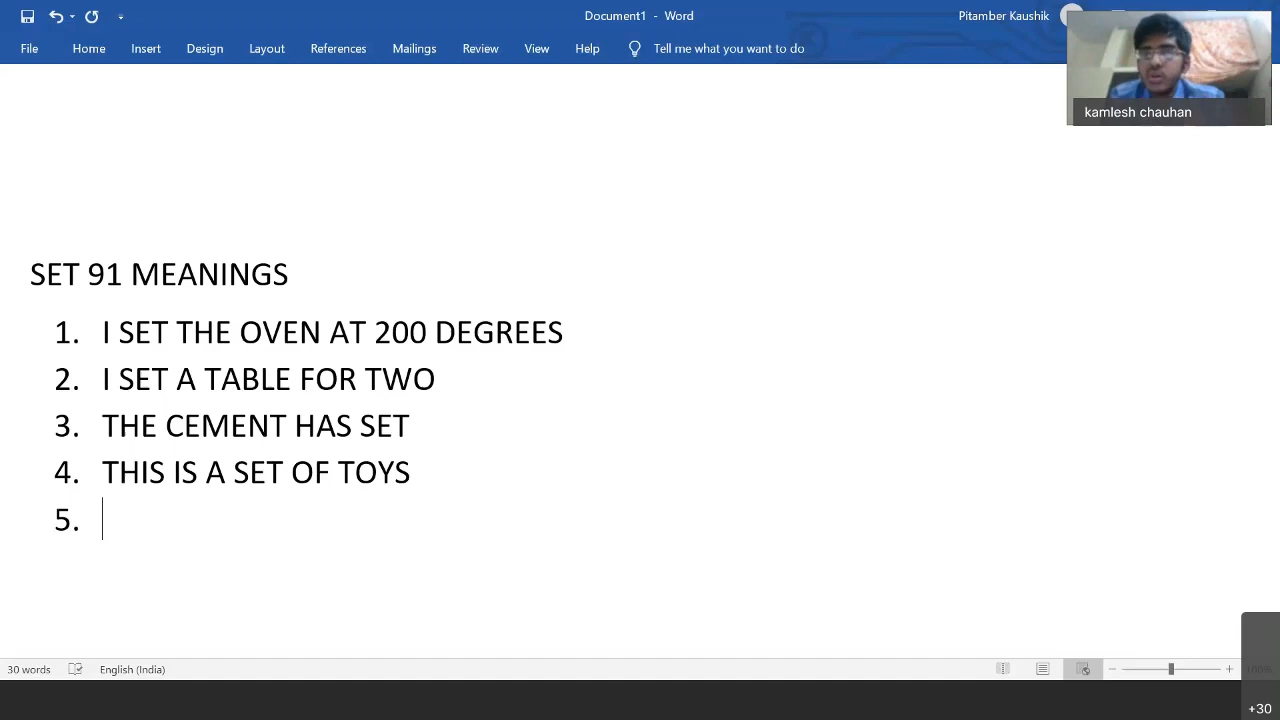 Document1 - Word
Pitamber Kaushik
File Home Insert Design Layout References Mailings Review View Help Tell me what you want to do
kamlesh chauhan
SET 91 MEANINGS
1. I SET THE OVEN AT 200 DEGREES
2. I SET A TABLE FOR TWO
3. THE CEMENT HAS SET
4. THIS IS A SET OF TOYS
5.
30 words English (India)
+30